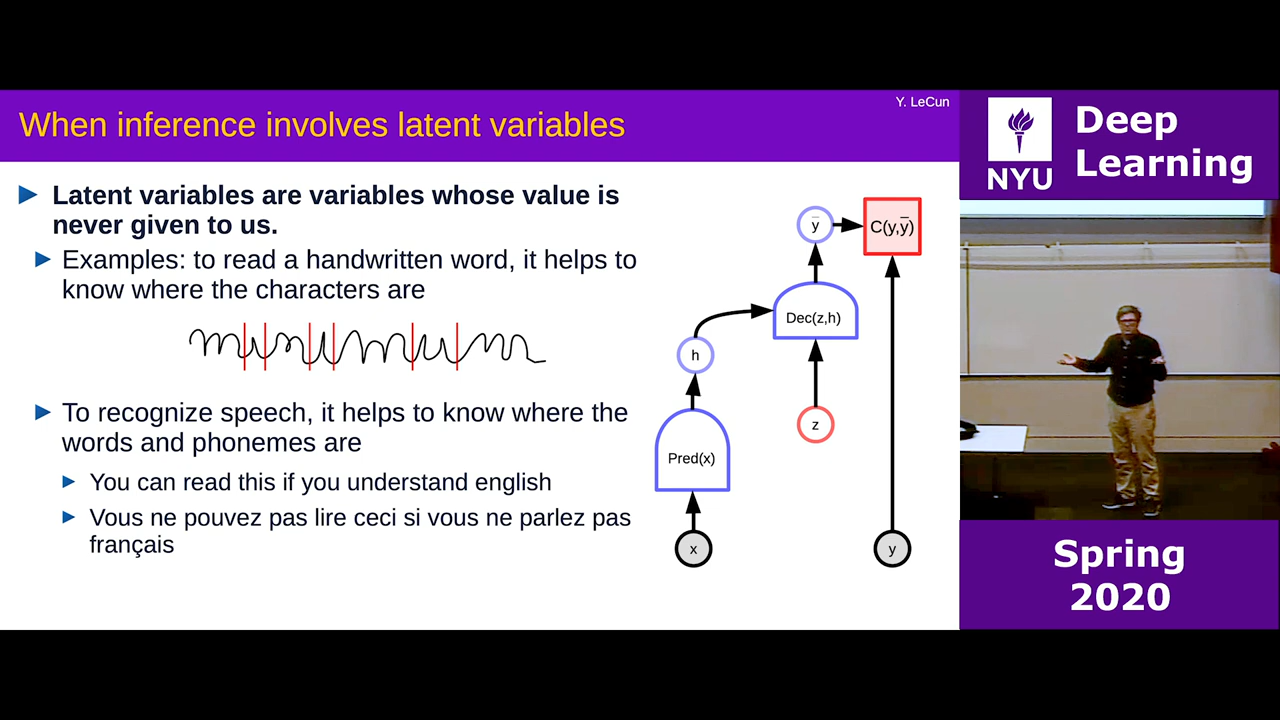 Y. LeCun
When inference involves latent variables
Latent variables are variables whose value is
never given to us.
Examples: to read a handwritten word, it helps to
know where the characters are
To recognize speech, it helps to know where the
words and phonemes are
You can read this if you understand english
Vous ne pouvez pas lire ceci si vous ne parlez pas
français
ȳ
C(y,ȳ)
Dec(z,h)
h
z
Pred(x)
x
y
NYU
Deep
Learning
Spring
2020